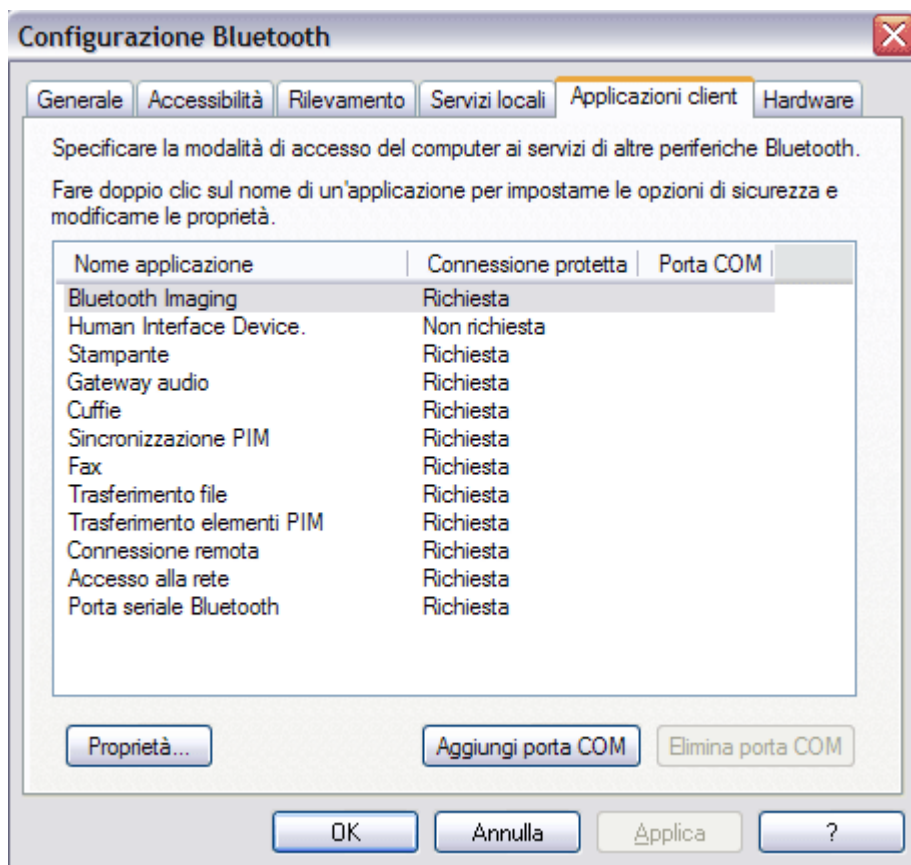 Configurazione Bluetooth
Generale Accessibilità Rilevamento Servizi locali Applicazioni client Hardware
Specificare la modalità di accesso del computer ai servizi di altre periferiche Bluetooth.
Fare doppio clic sul nome di un'applicazione per impostarne le opzioni di sicurezza e
modificarne le proprietà.
Nome applicazione Connessione protetta Porta COM
Bluetooth Imaging Richiesta
Human Interface Device. Non richiesta
Stampante Richiesta
Gateway audio Richiesta
Cuffie Richiesta
Sincronizzazione PIM Richiesta
Fax Richiesta
Trasferimento file Richiesta
Trasferimento elementi PIM Richiesta
Connessione remota Richiesta
Accesso alla rete Richiesta
Porta seriale Bluetooth Richiesta
Proprietà... Aggiungi porta COM Elimina porta COM
OK Annulla Applica ?